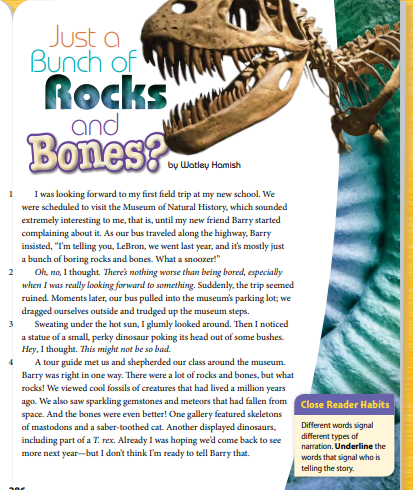 Just a
Bunch of
Rocks
and
Bones?
by Watley Hamish
1 I was looking forward to my first field trip at my new school. We
were scheduled to visit the Museum of Natural History, which sounded
extremely interesting to me, that is, until my new friend Barry started
complaining about it. As our bus traveled along the highway, Barry
insisted, “I’m telling you, LeBron, we went last year, and it’s mostly just
a bunch of boring rocks and bones. What a snoozer!”
2 Oh, no, I thought. There’s nothing worse than being bored, especially
when I was really looking forward to something. Suddenly, the trip seemed
ruined. Moments later, our bus pulled into the museum’s parking lot; we
dragged ourselves outside and trudged up the museum steps.
3 Sweating under the hot sun, I glumly looked around. Then I noticed
a statue of a small, perky dinosaur poking its head out of some bushes.
Hey, I thought. This might not be so bad.
4 A tour guide met us and shepherded our class around the museum.
Barry was right in one way. There were a lot of rocks and bones, but what
rocks! We viewed cool fossils of creatures that had lived a million years
ago. We also saw sparkling gemstones and meteors that had fallen from
space. And the bones were even better! One gallery featured skeletons
of mastodons and a saber-toothed cat. Another displayed dinosaurs,
including part of a T. rex. Already I was hoping we’d come back to see
more next year—but I don’t think I’m ready to tell Barry that.
Close Reader Habits
Different words signal
different types of
narration. Underline the
words that signal who is
telling the story.